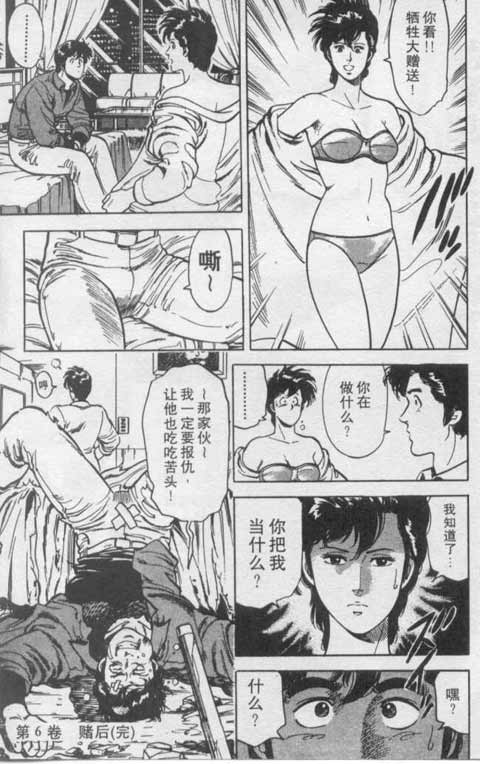 你看!!
牺牲大赠
送！
…………
你在
做什么？
…………
我知道了…
你把我
当什么？
嘿？
什么？
嘶～
～那家伙～
我一定要报仇，
让他也吃吃苦头！
哼
第6卷 赌后(完)